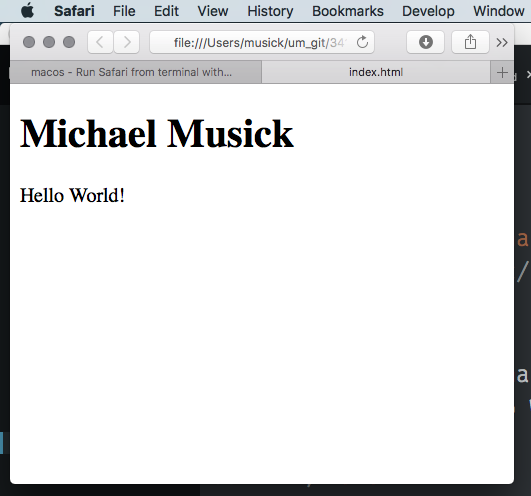 Safari File Edit View History Bookmarks Develop Window
file:///Users/musick/um_git/34
macos - Run Safari from terminal with... index.html
Michael Musick
Hello World!